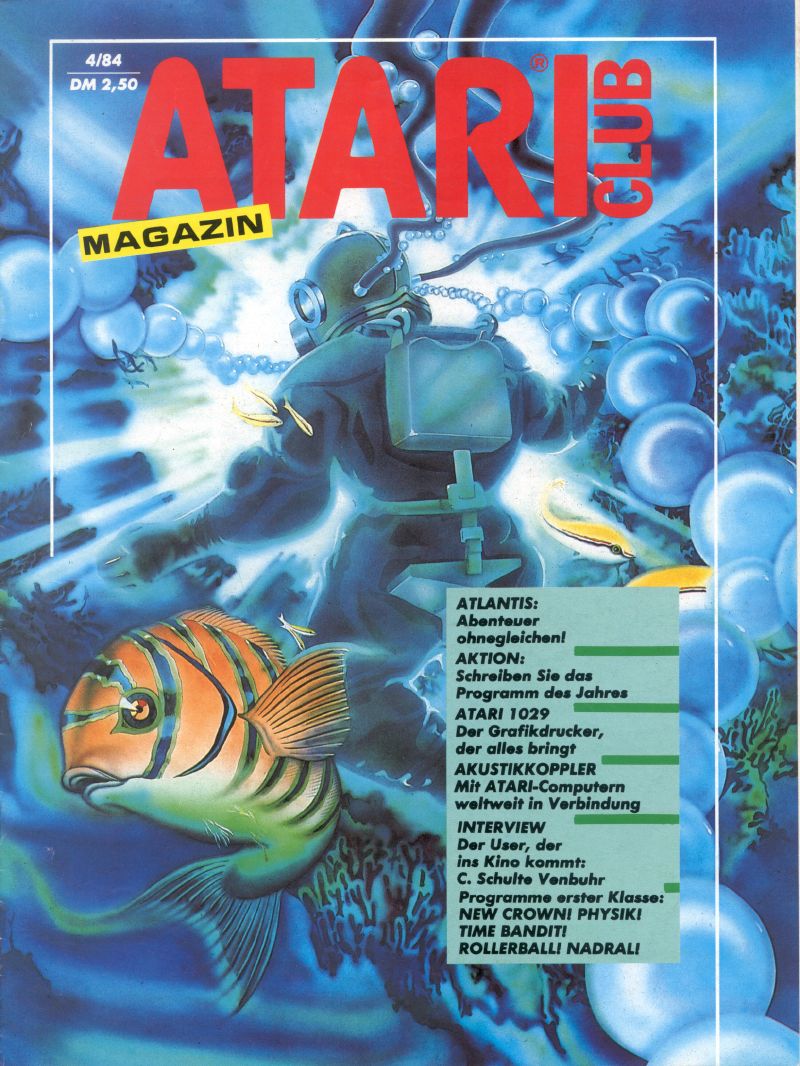 4/84
DM 2,50
ATARI®
CLUB
MAGAZIN
ATLANTIS:
Abenteuer
ohnegleichen!
AKTION:
Schreiben Sie das
Programm des Jahres
ATARI 1029
Der Grafikdrucker,
der alles bringt
AKUSTIKKOPPLER
Mit ATARI-Computern
weltweit in Verbindung
INTERVIEW
Der User, der
ins Kino kommt:
C. Schulte Venbuhr
Programme erster Klasse:
NEW CROWN! PHYSIK!
TIME BANDIT!
ROLLERBALL! NADRAL!